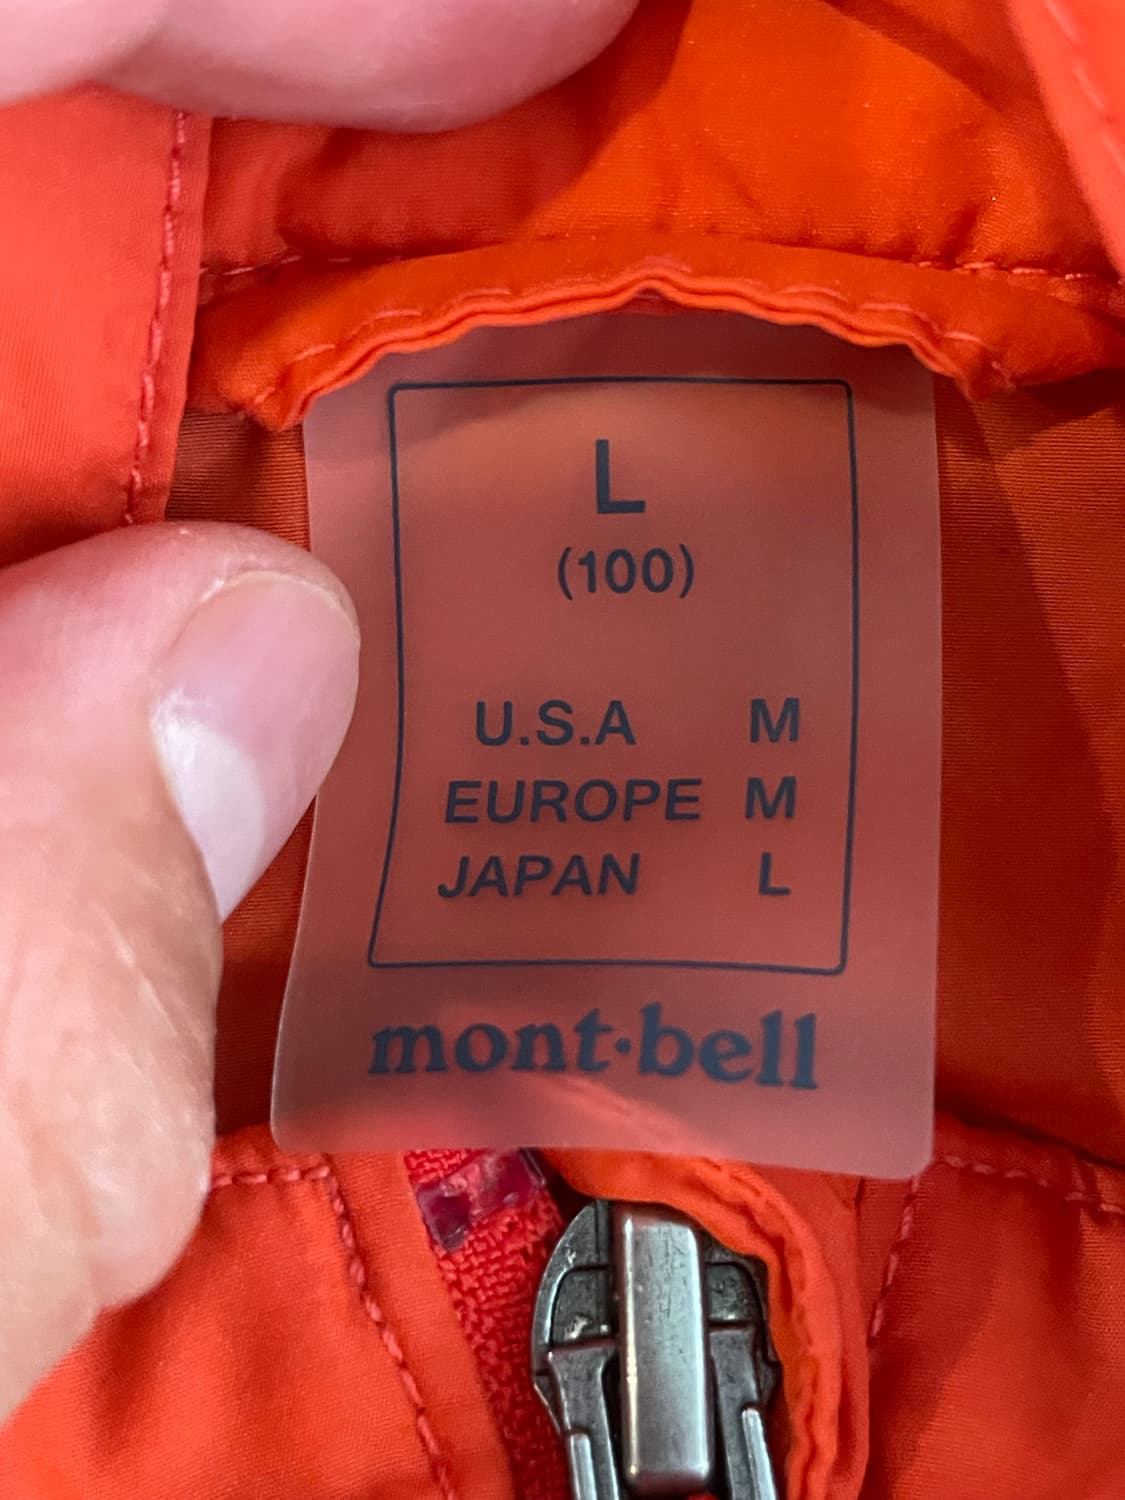 L
(100)
U.S.A M
EUROPE M
JAPAN L
mont·bell